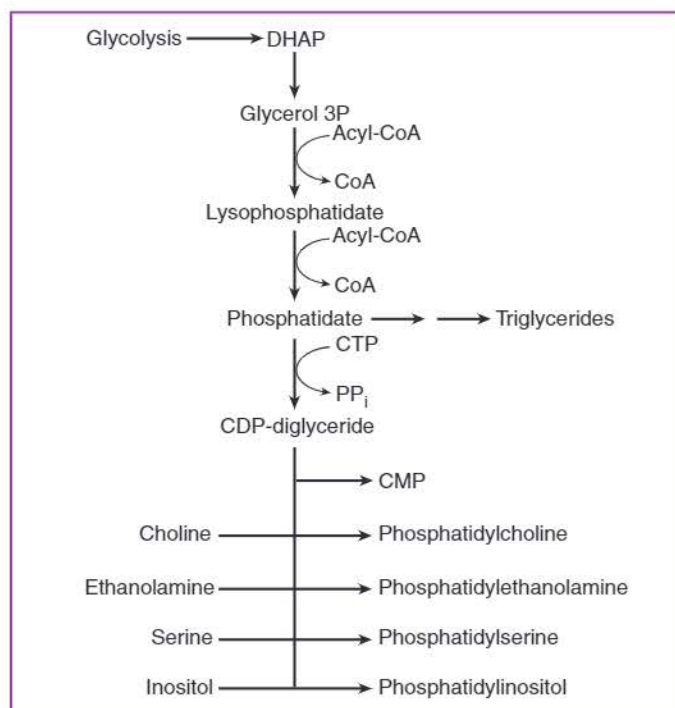 Glycolysis DHAP
Glycerol 3P
Acyl-CoA
CoA
Lysophosphatidate
Acyl-CoA
CoA
Phosphatidate Triglycerides
CTP
PPi
CDP-diglyceride
CMP
Choline Phosphatidylcholine
Ethanolamine Phosphatidylethanolamine
Serine Phosphatidylserine
Inositol Phosphatidylinositol